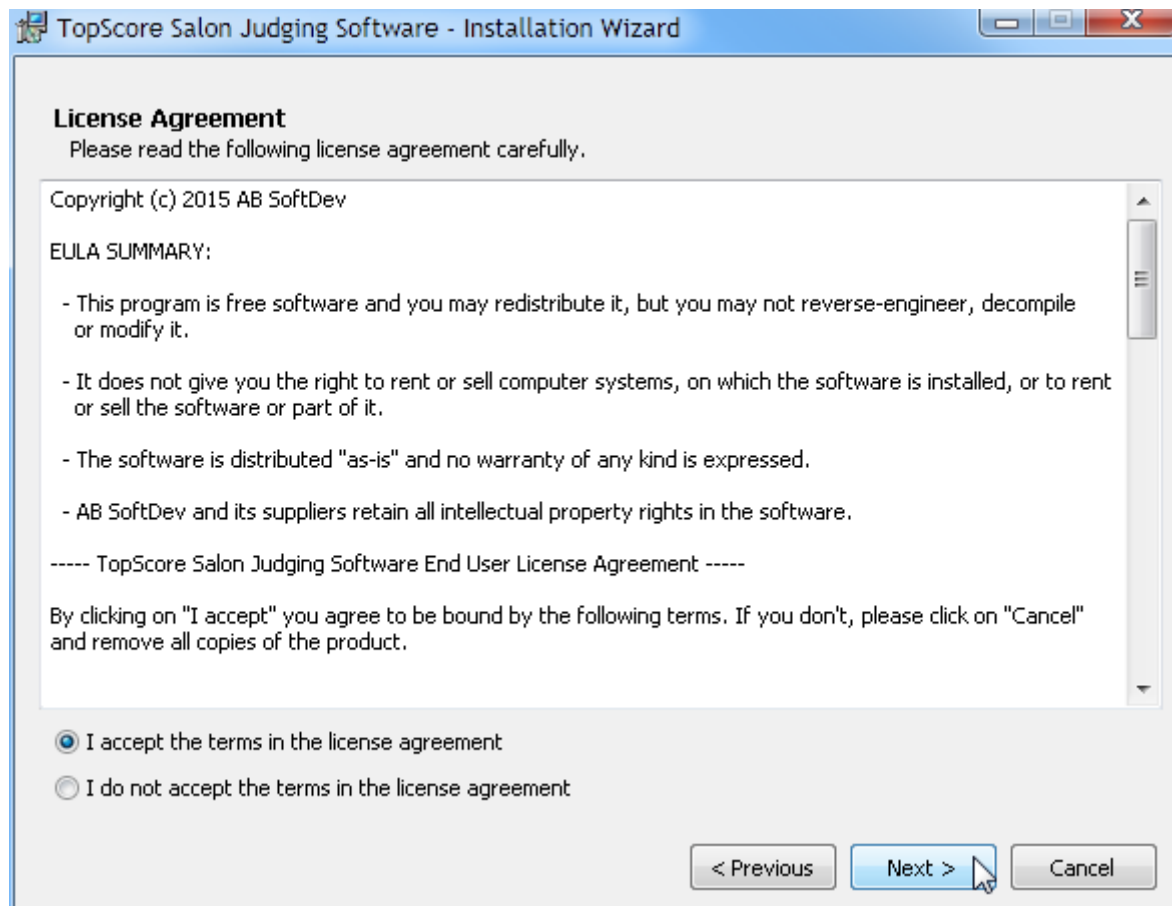 TopScore Salon Judging Software - Installation Wizard
License Agreement
Please read the following license agreement carefully.
Copyright (c) 2015 AB SoftDev
EULA SUMMARY:
- This program is free software and you may redistribute it, but you may not reverse-engineer, decompile
or modify it.
- It does not give you the right to rent or sell computer systems, on which the software is installed, or to rent
or sell the software or part of it.
- The software is distributed "as-is" and no warranty of any kind is expressed.
- AB SoftDev and its suppliers retain all intellectual property rights in the software.
----- TopScore Salon Judging Software End User License Agreement -----
By clicking on "I accept" you agree to be bound by the following terms. If you don't, please click on "Cancel"
and remove all copies of the product.
I accept the terms in the license agreement
I do not accept the terms in the license agreement
< Previous Next > Cancel